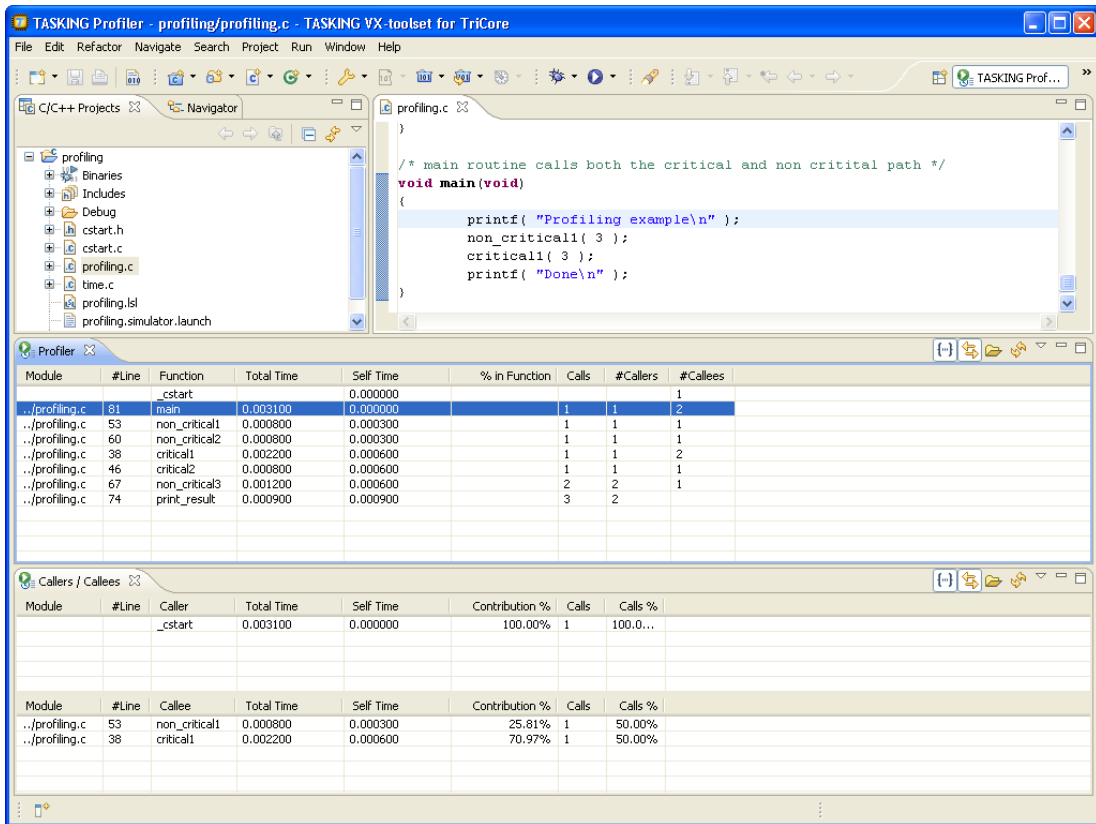 TASKING Profiler - profiling/profiling.c - TASKING VX-toolset for TriCore
File Edit Refactor Navigate Search Project Run Window Help
TASKING Prof... »
C/C++ Projects Navigator
profiling
Binaries
Includes
Debug
cstart.h
cstart.c
profiling.c
time.c
profiling.lsl
profiling.simulator.launch
profiling.c
}
/* main routine calls both the critical and non critital path */
void main(void)
{
printf( "Profiling example\n" );
non_critical1( 3 );
critical1( 3 );
printf( "Done\n" );
}
Profiler
Module #Line Function Total Time Self Time % in Function Calls #Callers #Callees
_cstart 0.000000 1
../profiling.c 81 main 0.003100 0.000000 1 1 2
../profiling.c 53 non_critical1 0.000800 0.000300 1 1 1
../profiling.c 60 non_critical2 0.000800 0.000300 1 1 1
../profiling.c 38 critical1 0.002200 0.000600 1 1 2
../profiling.c 46 critical2 0.000800 0.000600 1 1 1
../profiling.c 67 non_critical3 0.001200 0.000600 2 2 1
../profiling.c 74 print_result 0.000900 0.000900 3 2
Callers / Callees
Module #Line Caller Total Time Self Time Contribution % Calls Calls %
_cstart 0.003100 0.000000 100.00% 1 100.0...
Module #Line Callee Total Time Self Time Contribution % Calls Calls %
../profiling.c 53 non_critical1 0.000800 0.000300 25.81% 1 50.00%
../profiling.c 38 critical1 0.002200 0.000600 70.97% 1 50.00%